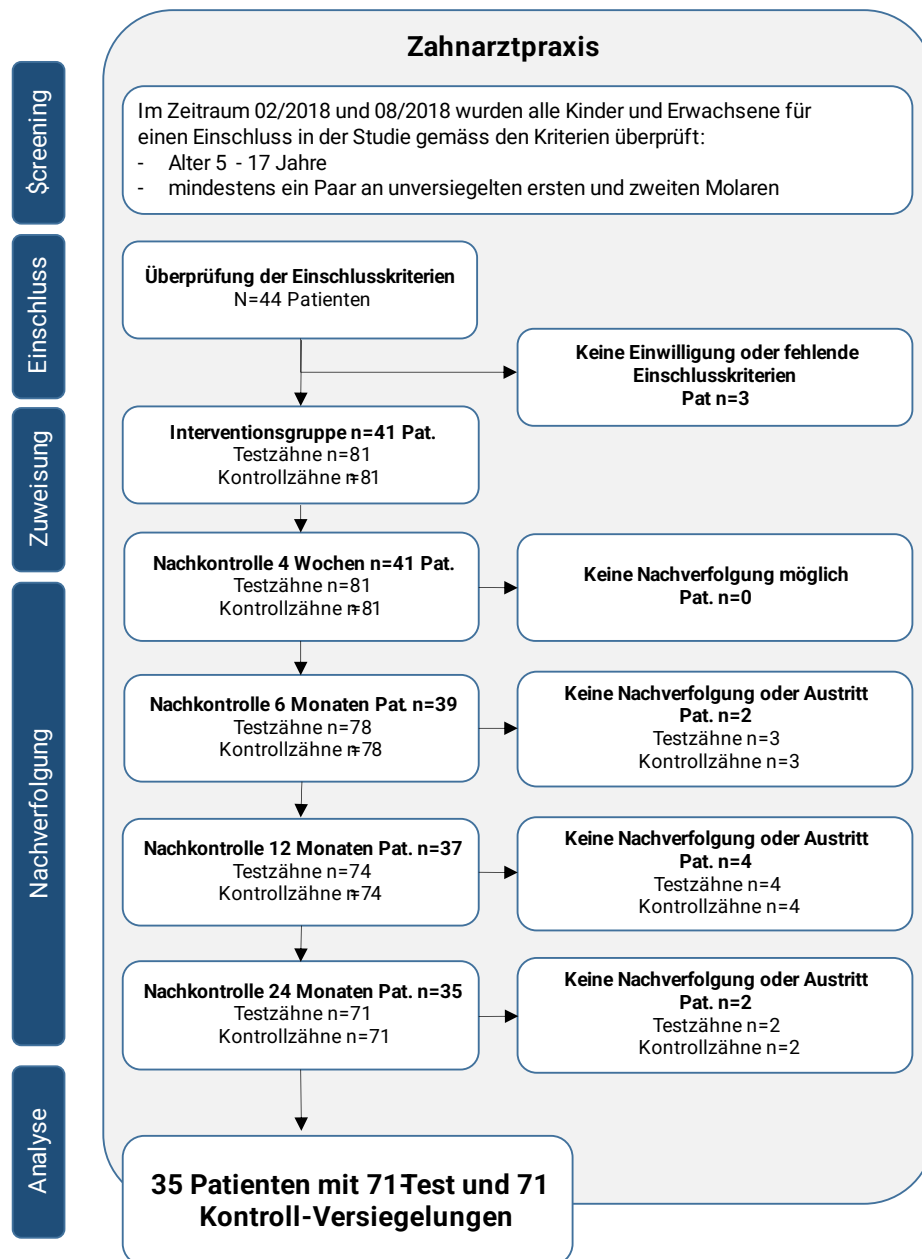 Zahnarztpraxis
Screening
Im Zeitraum 02/2018 und 08/2018 wurden alle Kinder und Erwachsene für
einen Einschluss in der Studie gemäss den Kriterien überprüft:
- Alter 5 - 17 Jahre
- mindestens ein Paar an unversiegelten ersten und zweiten Molaren
Einschluss
Überprüfung der Einschlusskriterien
N=44 Patienten
Keine Einwilligung oder fehlende
Einschlusskriterien
Pat n=3
Zuweisung
Interventionsgruppe n=41 Pat.
Testzähne n=81
Kontrollzähne n=81
Nachverfolgung
Nachkontrolle 4 Wochen n=41 Pat.
Testzähne n=81
Kontrollzähne n=81
Keine Nachverfolgung möglich
Pat. n=0
Nachkontrolle 6 Monaten Pat. n=39
Testzähne n=78
Kontrollzähne n=78
Keine Nachverfolgung oder Austritt
Pat. n=2
Testzähne n=3
Kontrollzähne n=3
Nachkontrolle 12 Monaten Pat. n=37
Testzähne n=74
Kontrollzähne n=74
Keine Nachverfolgung oder Austritt
Pat. n=4
Testzähne n=4
Kontrollzähne n=4
Nachkontrolle 24 Monaten Pat. n=35
Testzähne n=71
Kontrollzähne n=71
Keine Nachverfolgung oder Austritt
Pat. n=2
Testzähne n=2
Kontrollzähne n=2
Analyse
35 Patienten mit 71-Test und 71
Kontroll-Versiegelungen